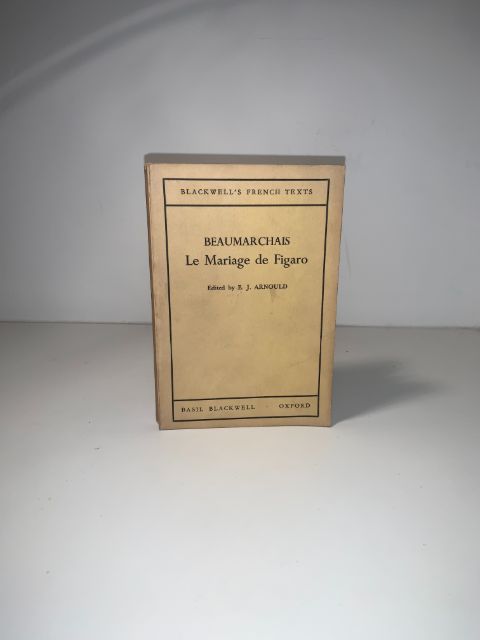 BLACKWELL'S FRENCH TEXTS
BEAUMARCHAIS
Le Mariage de Figaro
Edited by E. J. ARNOULD
BASIL BLACKWELL · OXFORD